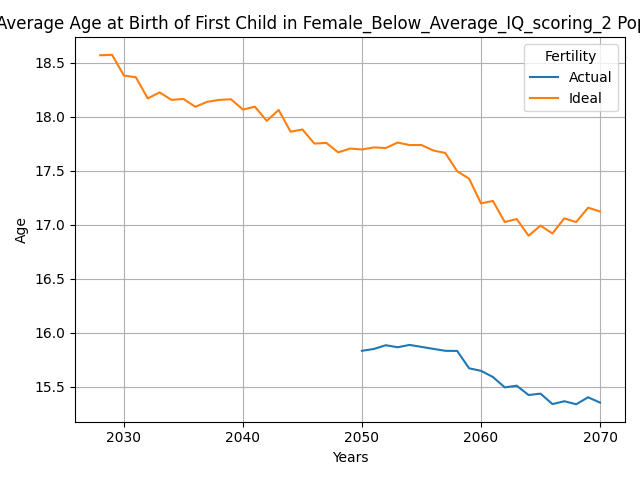 Average Age at Birth of First Child in Female_Below_Average_IQ_scoring_2 Pop
Fertility
Actual
Ideal
18.5
18.0
17.5
17.0
16.5
16.0
15.5
Age
2030 2040 2050 2060 2070
Years